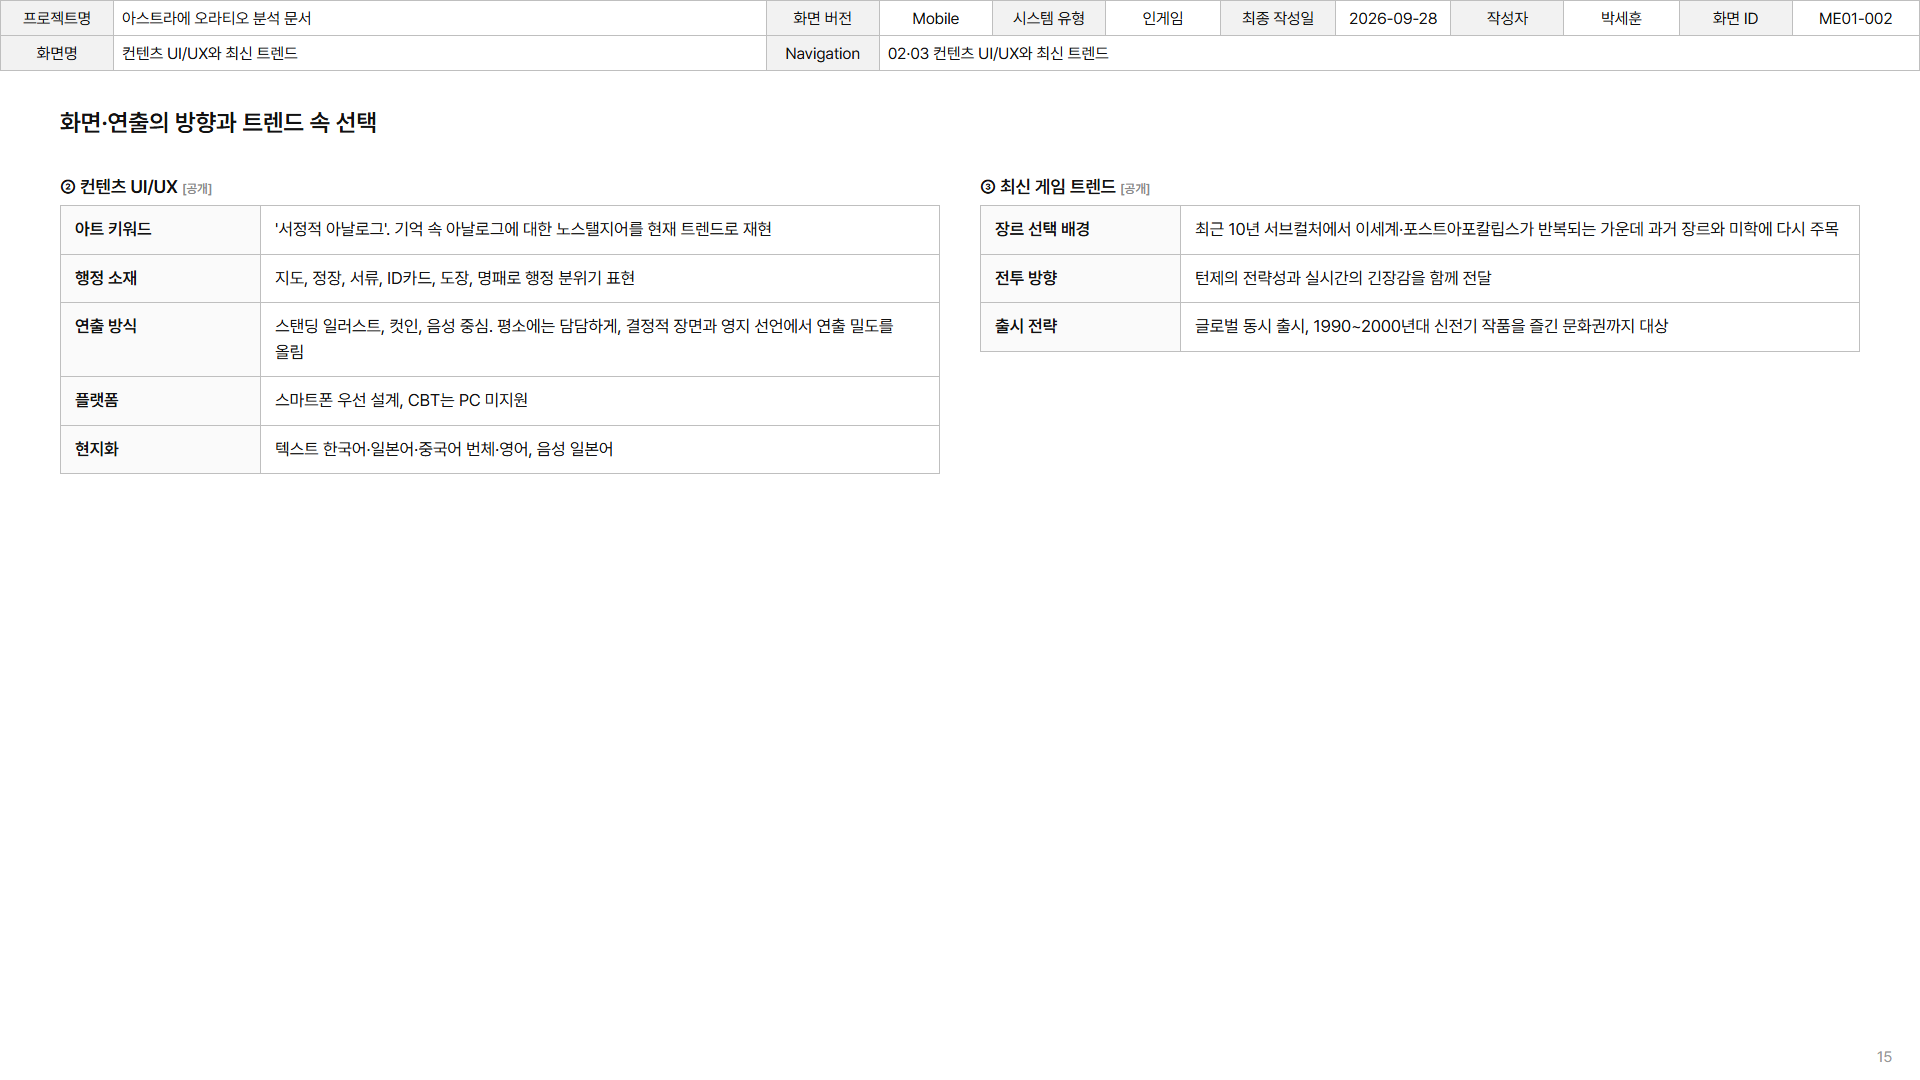 프로젝트명 아스트라에 오라티오 분석 문서 화면 버전 Mobile 시스템 유형 인게임 최종 작성일 2026-09-28 작성자 박세훈 화면 ID ME01-002
화면명 컨텐츠 UI/UX와 최신 트렌드 Navigation 02·03 컨텐츠 UI/UX와 최신 트렌드
화면·연출의 방향과 트렌드 속 선택
② 컨텐츠 UI/UX [공개]
아트 키워드 '서정적 아날로그'. 기억 속 아날로그에 대한 노스탤지어를 현재 트렌드로 재현
행정 소재 지도, 정장, 서류, ID카드, 도장, 명패로 행정 분위기 표현
연출 방식 스탠딩 일러스트, 컷인, 음성 중심. 평소에는 담담하게, 결정적 장면과 영지 선언에서 연출 밀도를
올림
플랫폼 스마트폰 우선 설계, CBT는 PC 미지원
현지화 텍스트 한국어·일본어·중국어 번체·영어, 음성 일본어
③ 최신 게임 트렌드 [공개]
장르 선택 배경 최근 10년 서브컬처에서 이세계·포스트아포칼립스가 반복되는 가운데 과거 장르와 미학에 다시 주목
전투 방향 턴제의 전략성과 실시간의 긴장감을 함께 전달
출시 전략 글로벌 동시 출시, 1990~2000년대 신전기 작품을 즐긴 문화권까지 대상
15